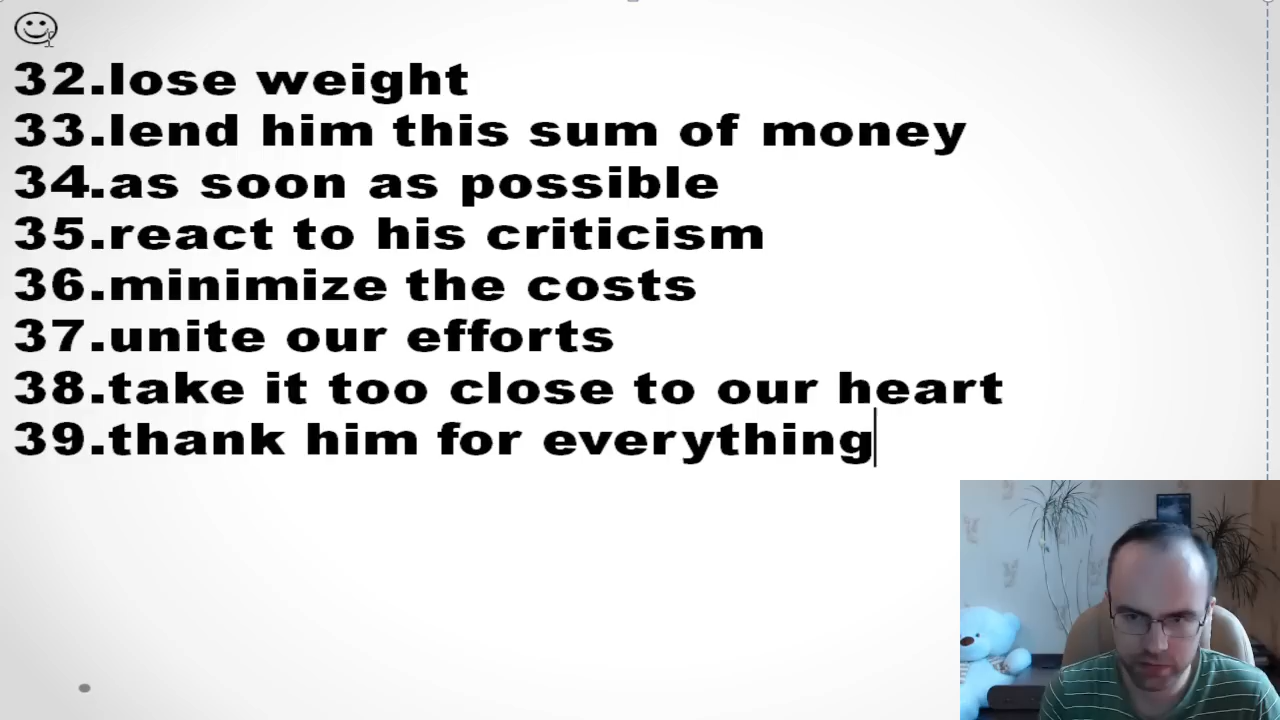 32.lose weight
33.lend him this sum of money
34.as soon as possible
35.react to his criticism
36.minimize the costs
37.unite our efforts
38.take it too close to our heart
39.thank him for everything